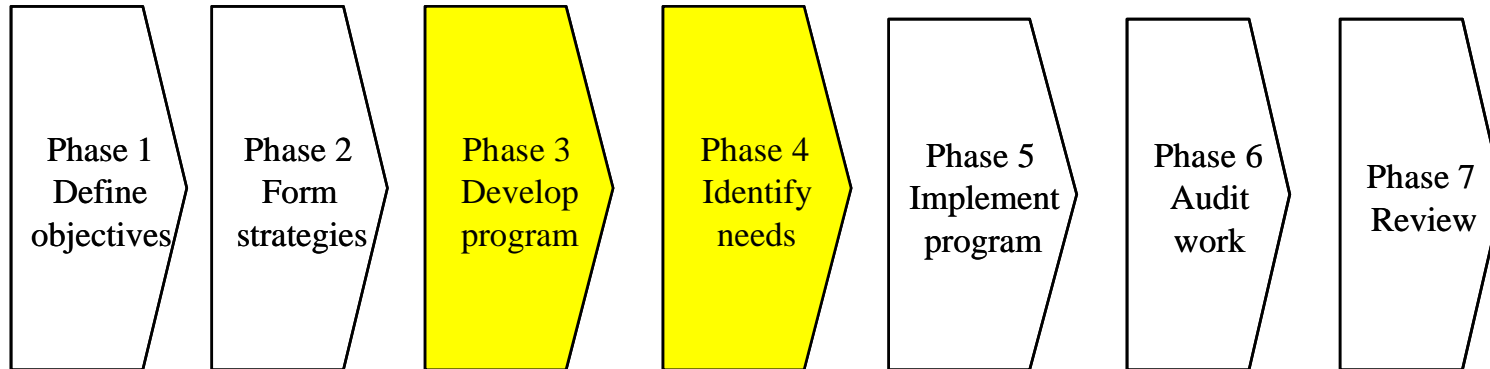 Phase 1
Define
objectives
Phase 2
Form
strategies
Phase 3
Develop
program
Phase 4
Identify
needs
Phase 5
Implement
program
Phase 6
Audit
work
Phase 7
Review